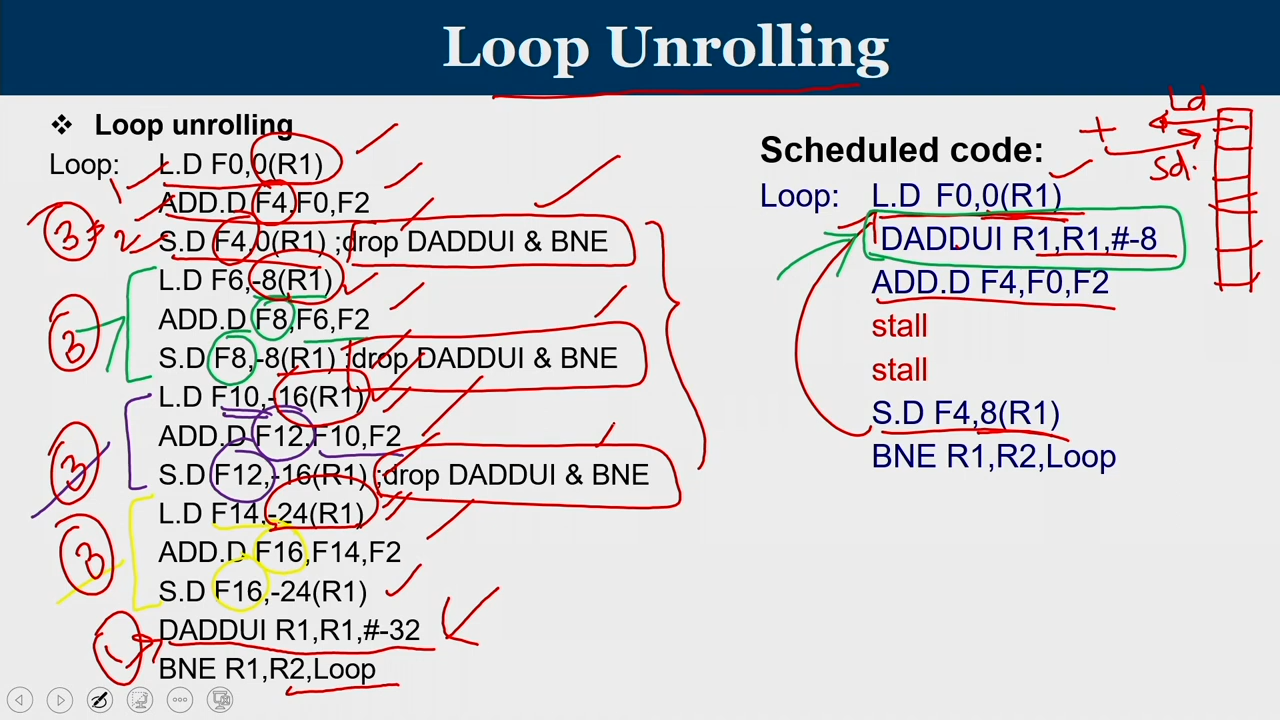 Loop Unrolling
❖ Loop unrolling
Loop: L.D F0,0(R1)
ADD.D F4,F0,F2
S.D F4,0(R1) ;drop DADDUI & BNE
L.D F6,-8(R1)
ADD.D F8,F6,F2
S.D F8,-8(R1) ;drop DADDUI & BNE
L.D F10,-16(R1)
ADD.D F12,F10,F2
S.D F12,-16(R1) ;drop DADDUI & BNE
L.D F14,-24(R1)
ADD.D F16,F14,F2
S.D F16,-24(R1)
DADDUI R1,R1,#-32
BNE R1,R2,Loop
1
2
3
3
3
3
Scheduled code:
Loop: L.D F0,0(R1)
DADDUI R1,R1,#-8
ADD.D F4,F0,F2
stall
stall
S.D F4,8(R1)
BNE R1,R2,Loop
Ld
+
Sd.